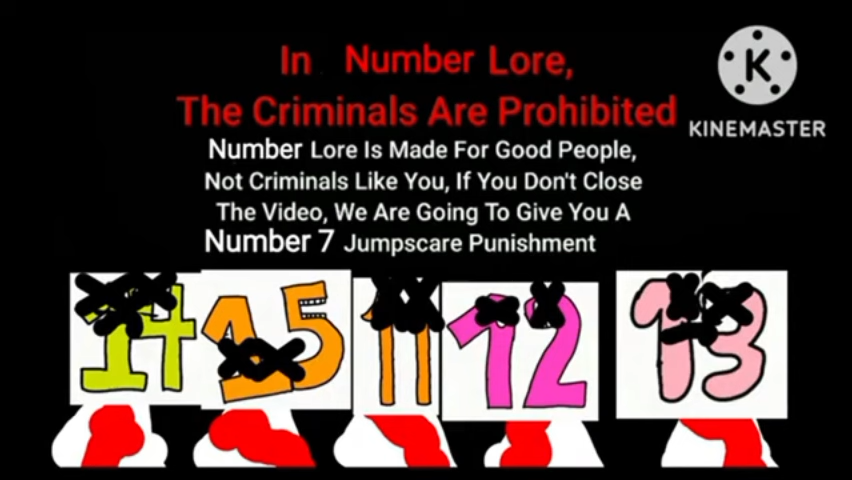 In Number Lore,
The Criminals Are Prohibited
K
KINEMASTER
Number Lore Is Made For Good People,
Not Criminals Like You, If You Don't Close
The Video, We Are Going To Give You A
Number 7 Jumpscare Punishment
14 15 11 12 13